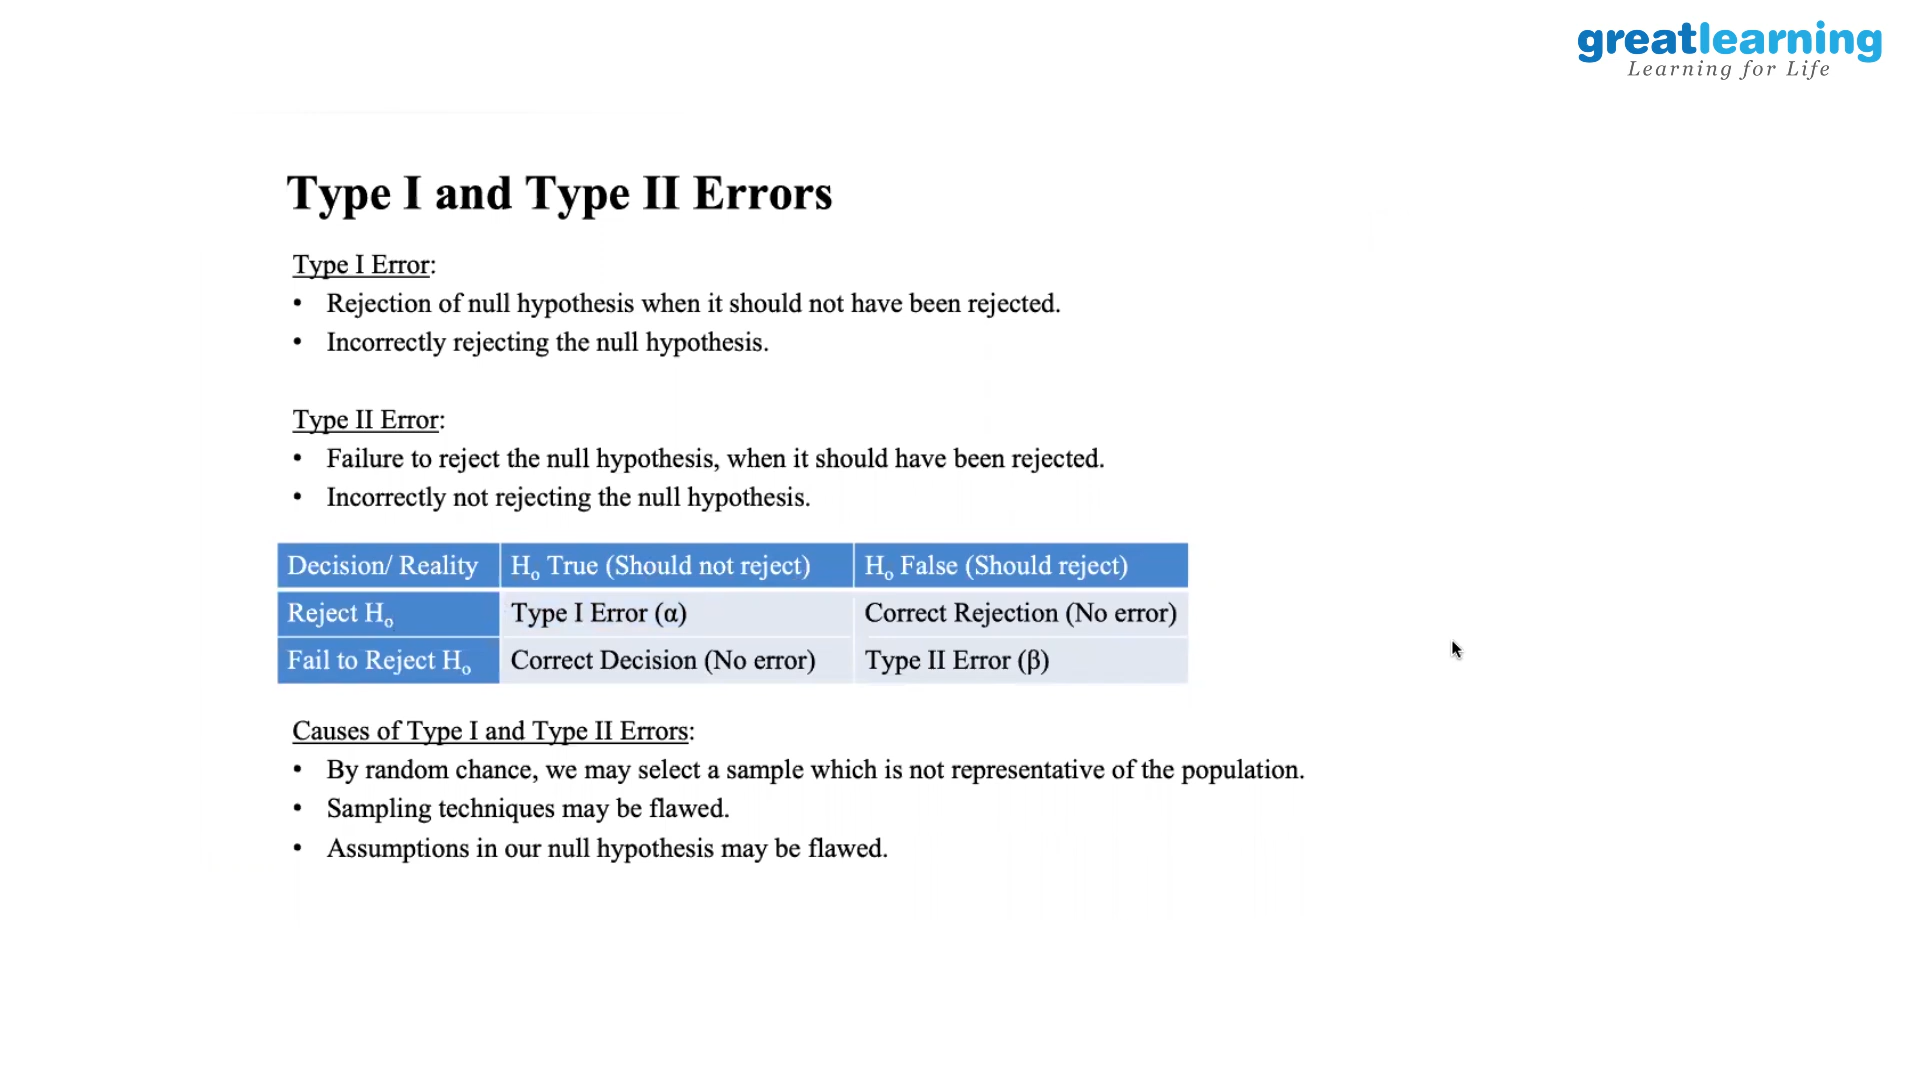 greatlearning
Learning for Life
Type I and Type II Errors
Type I Error:
• Rejection of null hypothesis when it should not have been rejected.
• Incorrectly rejecting the null hypothesis.
Type II Error:
• Failure to reject the null hypothesis, when it should have been rejected.
• Incorrectly not rejecting the null hypothesis.
Decision/ Reality H₀ True (Should not reject) H₀ False (Should reject)
Reject H₀ Type I Error (α) Correct Rejection (No error)
Fail to Reject H₀ Correct Decision (No error) Type II Error (β)
Causes of Type I and Type II Errors:
• By random chance, we may select a sample which is not representative of the population.
• Sampling techniques may be flawed.
• Assumptions in our null hypothesis may be flawed.